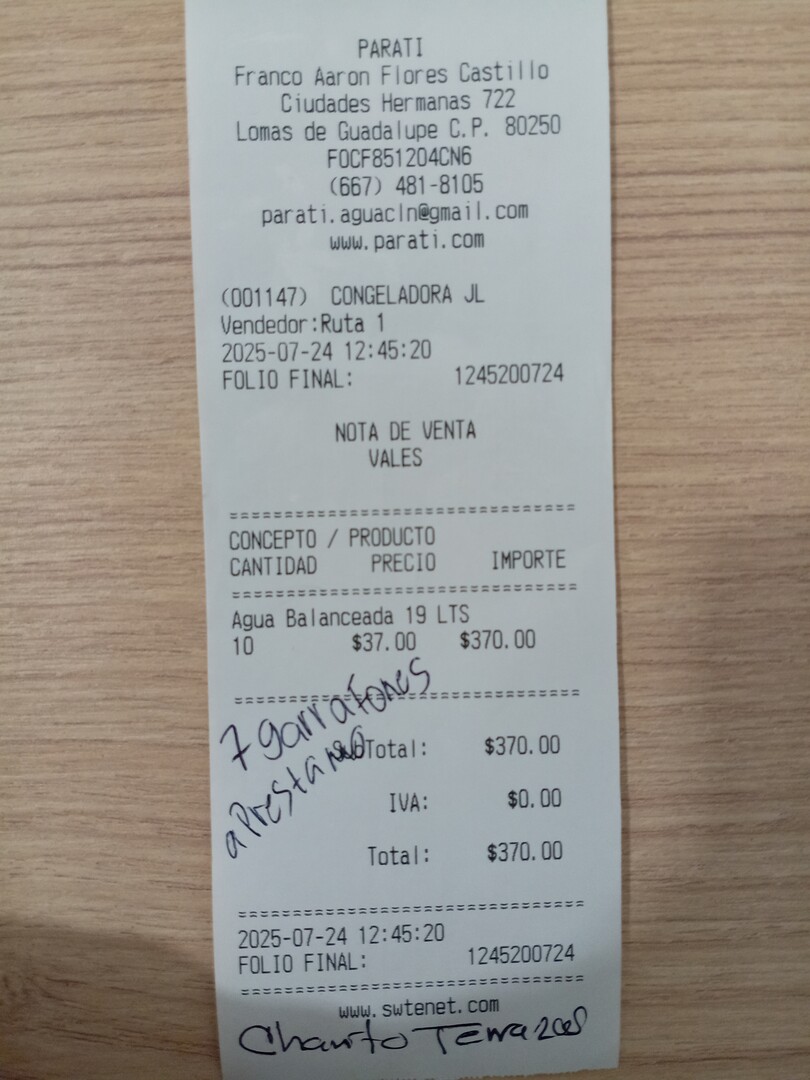 PARATI
Franco Aaron Flores Castillo
Ciudades Hermanas 722
Lomas de Guadalupe C.P. 80250
FOCF851204CN6
(667) 481-8105
parati.aguacln@gmail.com
www.parati.com
(001147) CONGELADORA JL
Vendedor:Ruta 1
2025-07-24 12:45:20
FOLIO FINAL: 1245200724
NOTA DE VENTA
VALES
================================
CONCEPTO / PRODUCTO
CANTIDAD PRECIO IMPORTE
================================
Agua Balanceada 19 LTS
10 $37.00 $370.00
================================
7 garrafones
aPrestamo
SubTotal: $370.00
IVA: $0.00
Total: $370.00
================================
2025-07-24 12:45:20
FOLIO FINAL: 1245200724
================================
www.swtenet.com